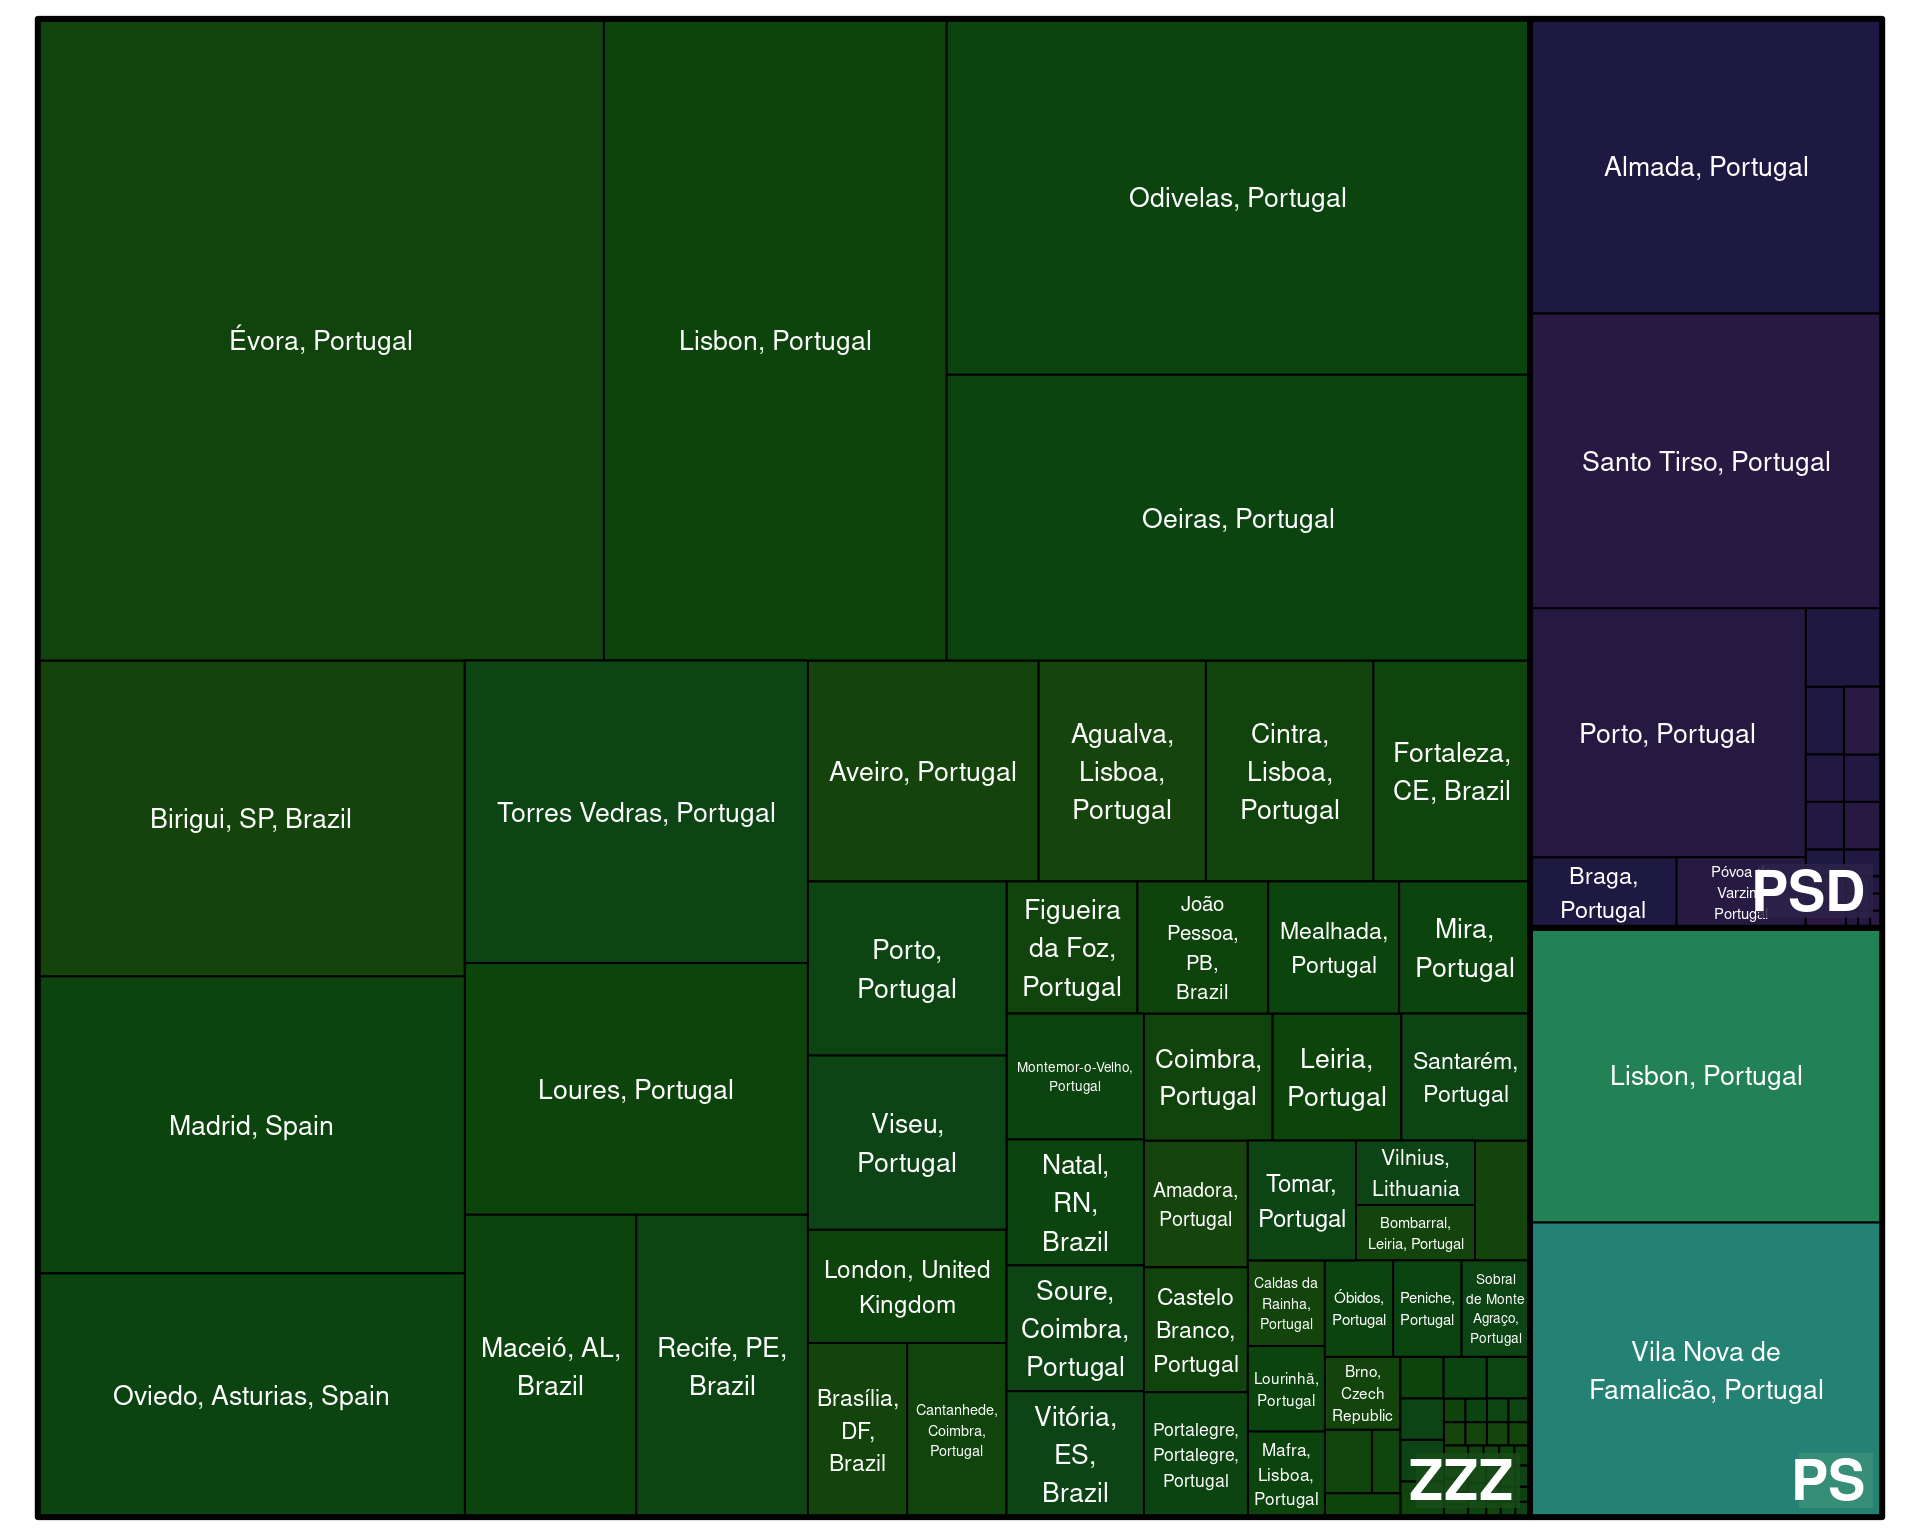 Évora, Portugal
Lisbon, Portugal
Odivelas, Portugal
Oeiras, Portugal
Birigui, SP, Brazil
Madrid, Spain
Oviedo, Asturias, Spain
Torres Vedras, Portugal
Loures, Portugal
Maceió, AL,
Brazil
Recife, PE,
Brazil
Aveiro, Portugal
Agualva,
Lisboa,
Portugal
Cintra,
Lisboa,
Portugal
Fortaleza,
CE, Brazil
Porto,
Portugal
Viseu,
Portugal
London, United
Kingdom
Brasília,
DF,
Brazil
Cantanhede,
Coimbra,
Portugal
Figueira
da Foz,
Portugal
João
Pessoa,
PB,
Brazil
Mealhada,
Portugal
Mira,
Portugal
Montemor-o-Velho,
Portugal
Natal,
RN,
Brazil
Soure,
Coimbra,
Portugal
Vitória,
ES,
Brazil
Coimbra,
Portugal
Leiria,
Portugal
Santarém,
Portugal
Amadora,
Portugal
Castelo
Branco,
Portugal
Portalegre,
Portalegre,
Portugal
Tomar,
Portugal
Vilnius,
Lithuania
Bombarral,
Leiria, Portugal
Caldas da
Rainha,
Portugal
Lourinhã,
Portugal
Mafra,
Lisboa,
Portugal
Óbidos,
Portugal
Peniche,
Portugal
Sobral
de Monte
Agraço,
Portugal
Brno,
Czech
Republic
ZZZ
Almada, Portugal
Santo Tirso, Portugal
Porto, Portugal
Braga,
Portugal
Póvoa
Varzim
Portugal
PSD
Lisbon, Portugal
Vila Nova de
Famalicão, Portugal
PS